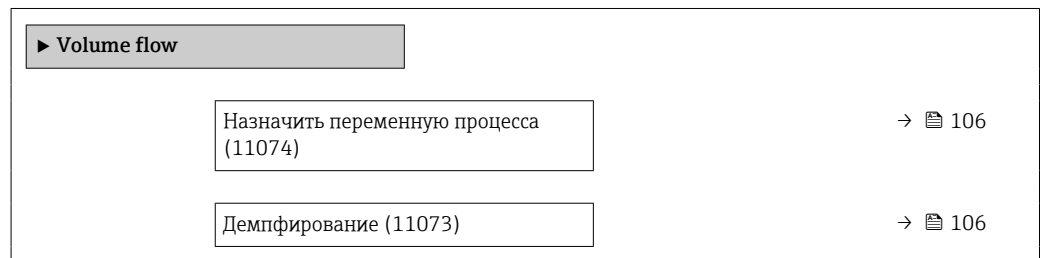 ▶ Volume flow
Назначить переменную процесса
(11074)
→ 🖹 106
Демпфирование (11073)
→ 🖹 106